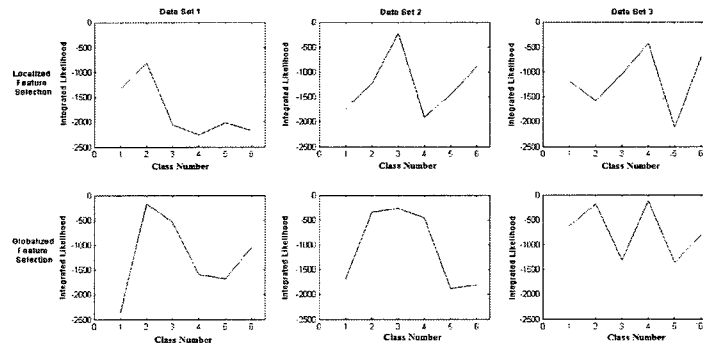 Data Set 1
Data Set 2
Data Set 3
Localized
Feature
Selection
Integrated Likelihood
0
-500
-1000
-1500
-2000
-2500
0 1 2 3 4 5 6
Class Number
Integrated Likelihood
0
-500
-1000
-1500
-2000
-2500
0 1 2 3 4 5 6
Class Number
Integrated Likelihood
0
-500
-1000
-1500
-2000
-2500
0 1 2 3 4 5 6
Class Number
Globalized
Feature
Selection
Integrated Likelihood
0
-500
-1000
-1500
-2000
-2500
0 1 2 3 4 5 6
Class Number
Integrated Likelihood
0
-500
-1000
-1500
-2000
-2500
0 1 2 3 4 5 6
Class Number
Integrated Likelihood
0
-500
-1000
-1500
-2000
-2500
0 1 2 3 4 5 6
Class Number